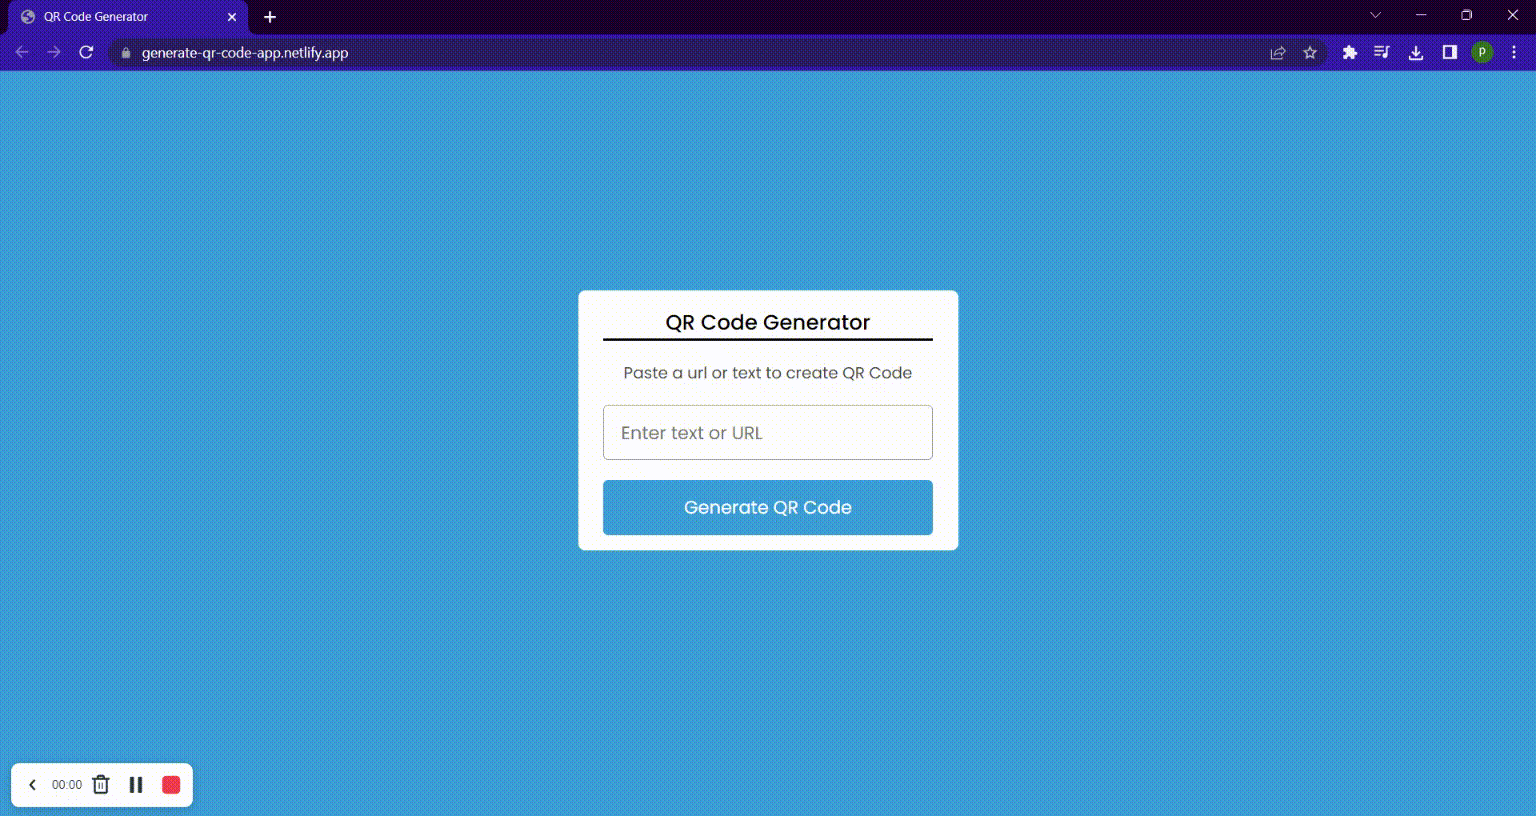 QR Code Generator
generate-qr-code-app.netlify.app
P
QR Code Generator
Paste a url or text to create QR Code
Enter text or URL
Generate QR Code
00:00